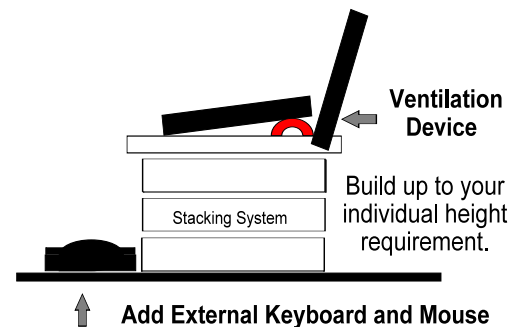 Ventilation
Device
Build up to your
individual height
requirement.
Stacking System
Add External Keyboard and Mouse